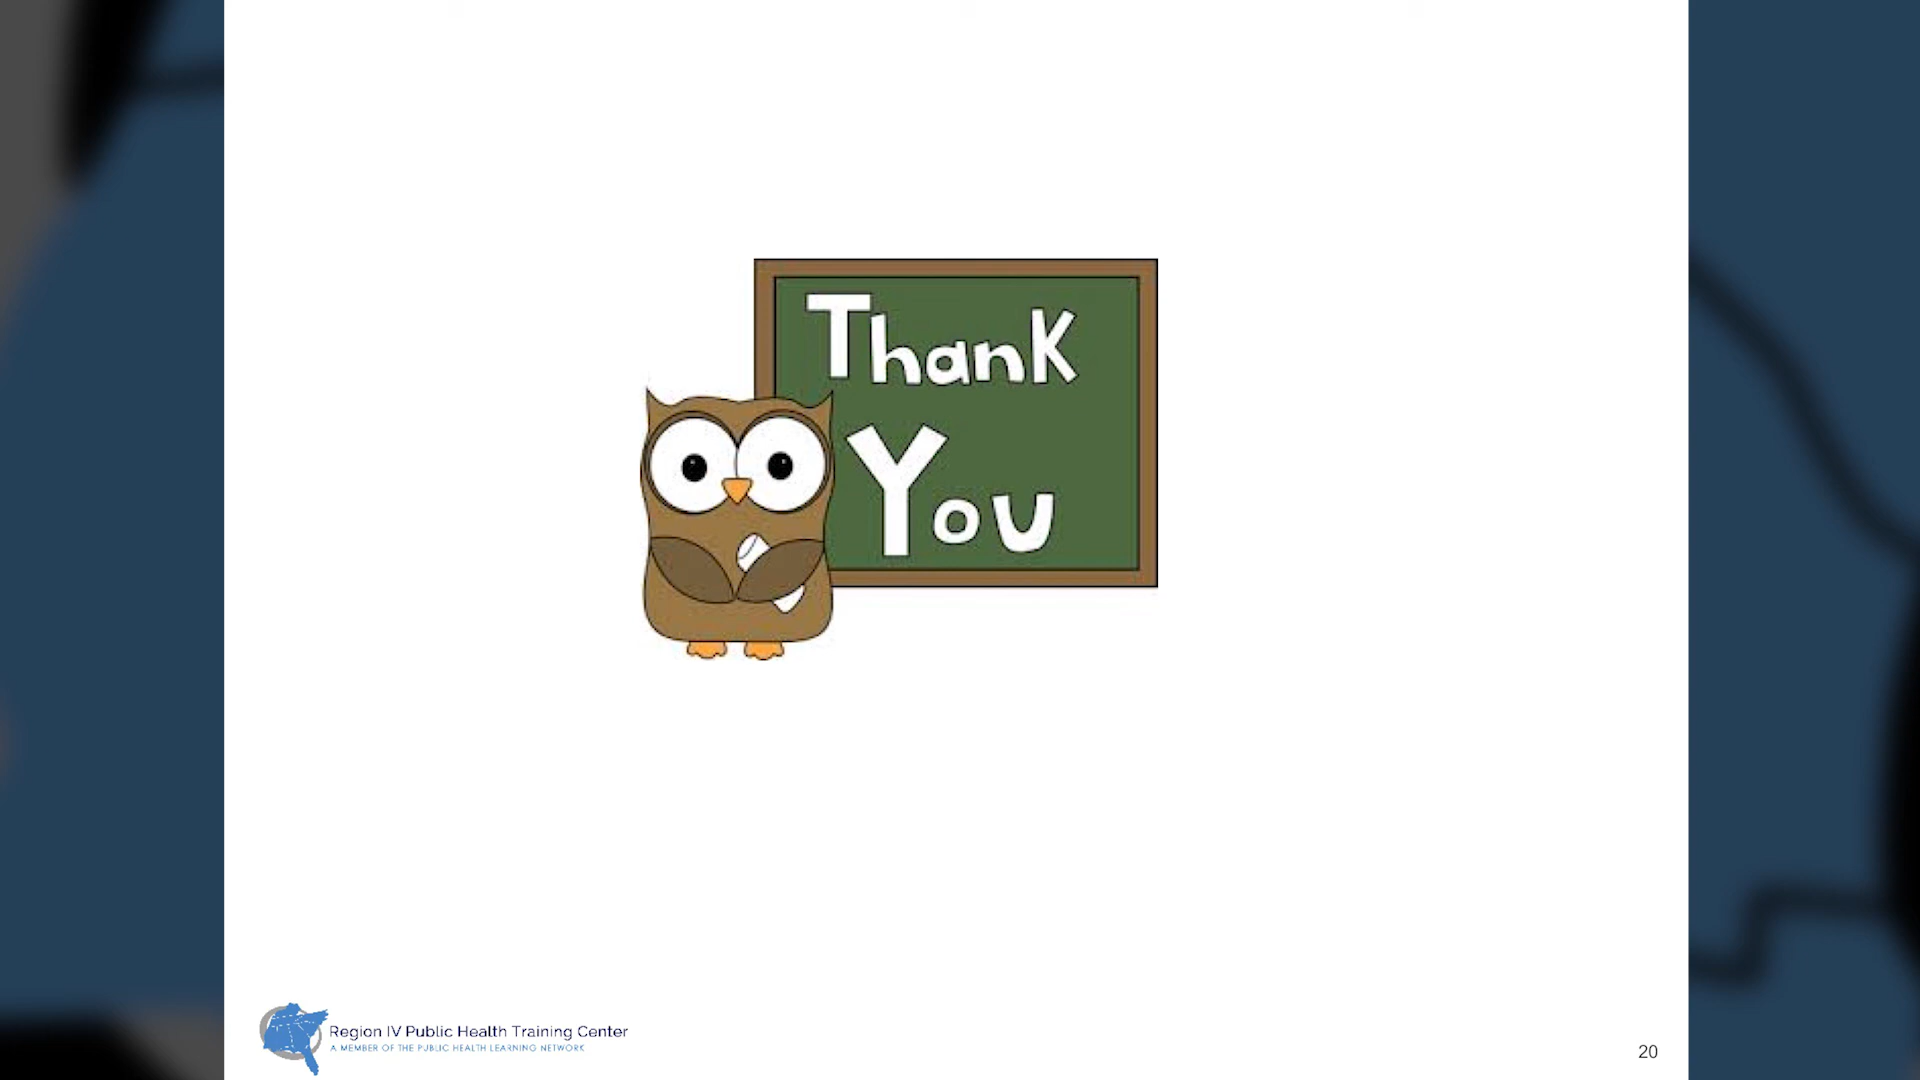 Thank
You
Region IV Public Health Training Center
A MEMBER OF THE PUBLIC HEALTH LEARNING NETWORK
20